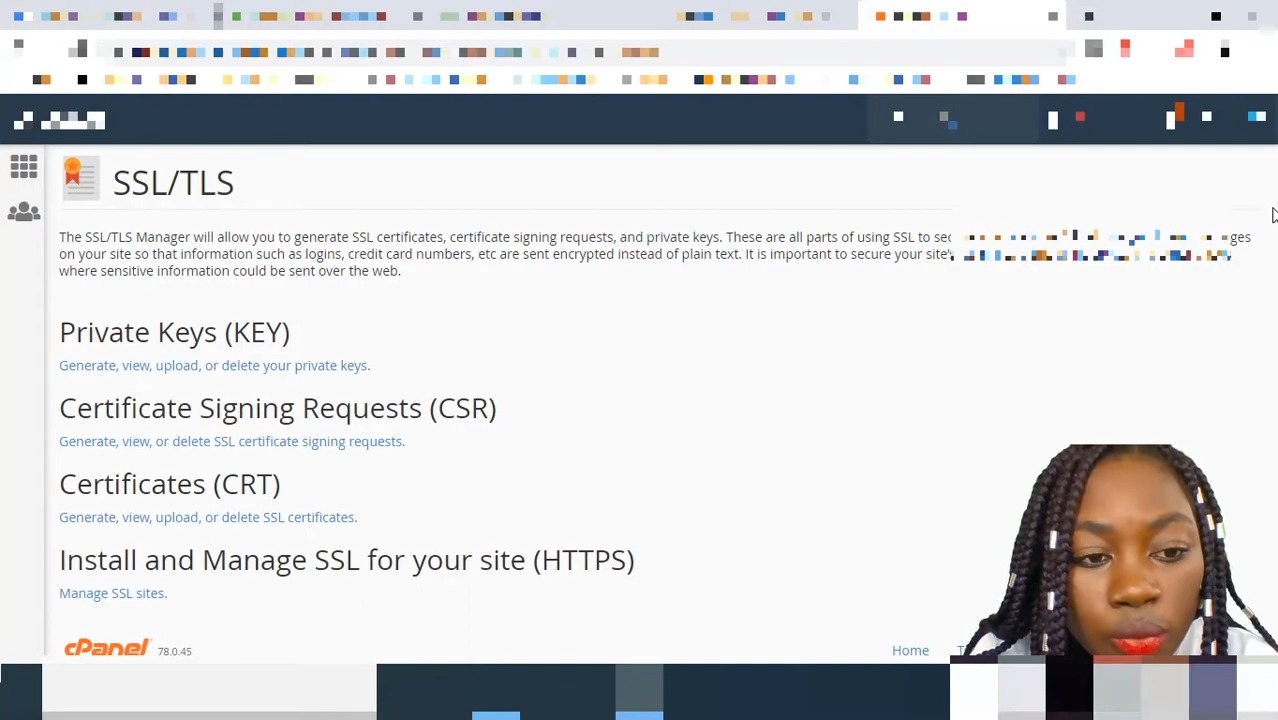 SSL/TLS
The SSL/TLS Manager will allow you to generate SSL certificates, certificate signing requests, and private keys. These are all parts of using SSL to ges
on your site so that information such as logins, credit card numbers, etc are sent encrypted instead of plain text. It is important to secure your site's
where sensitive information could be sent over the web.
Private Keys (KEY)
Generate, view, upload, or delete your private keys.
Certificate Signing Requests (CSR)
Generate, view, or delete SSL certificate signing requests.
Certificates (CRT)
Generate, view, upload, or delete SSL certificates.
Install and Manage SSL for your site (HTTPS)
Manage SSL sites.
cPanel 78.0.45 Home